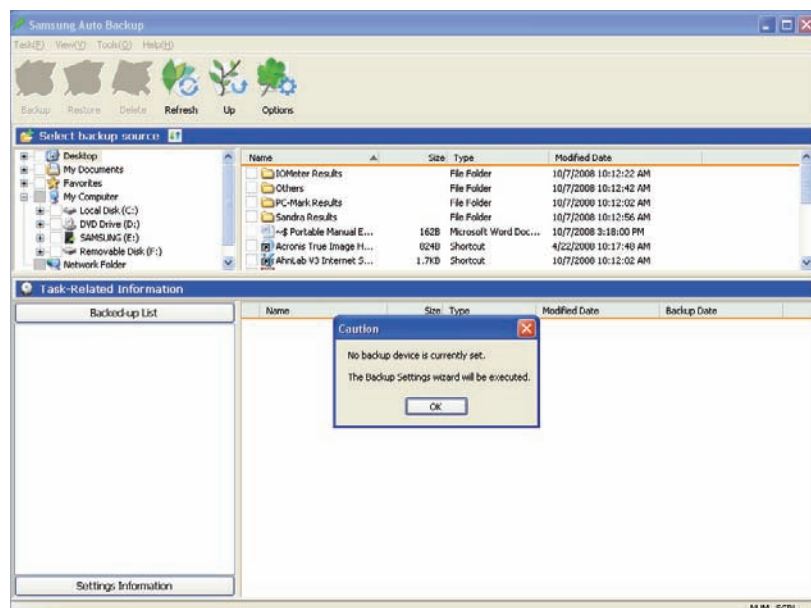 Samsung Auto Backup
Task(F) View(V) Tools(Q) Help(H)
Backup Restore Delete Refresh Up Options
Select backup source
Desktop
My Documents
Favorites
My Computer
Local Disk (C:)
DVD Drive (D:)
SAMSUNG (E:)
Removable Disk (F:)
Network Folder
Name Size Type Modified Date
IOMeter Results File Folder 10/7/2008 10:12:22 AM
Others File Folder 10/7/2008 10:12:42 AM
PC-Mark Results File Folder 10/7/2008 10:12:02 AM
Sandra Results File Folder 10/7/2008 10:12:56 AM
~$ Portable Manual E... 162B Microsoft Word Doc... 10/7/2008 3:18:00 PM
Acronis True Image H... 824B Shortcut 4/22/2008 10:17:48 AM
AhnLab V3 Internet S... 1.7KB Shortcut 10/7/2008 10:12:02 AM
Task-Related Information
Backed-up List
Name Size Type Modified Date Backup Date
Caution
No backup device is currently set.
The Backup Settings wizard will be executed.
OK
Settings Information
NUM